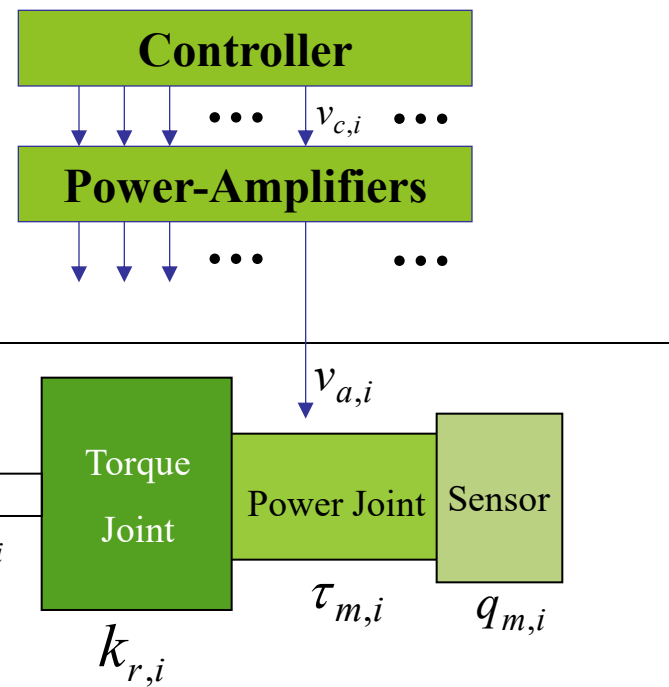 Controller
... v_{c,i} ...
Power-Amplifiers
... ...
v_{a,i}
Torque
Joint
Power Joint
Sensor
i
τ_{m,i}
q_{m,i}
k_{r,i}